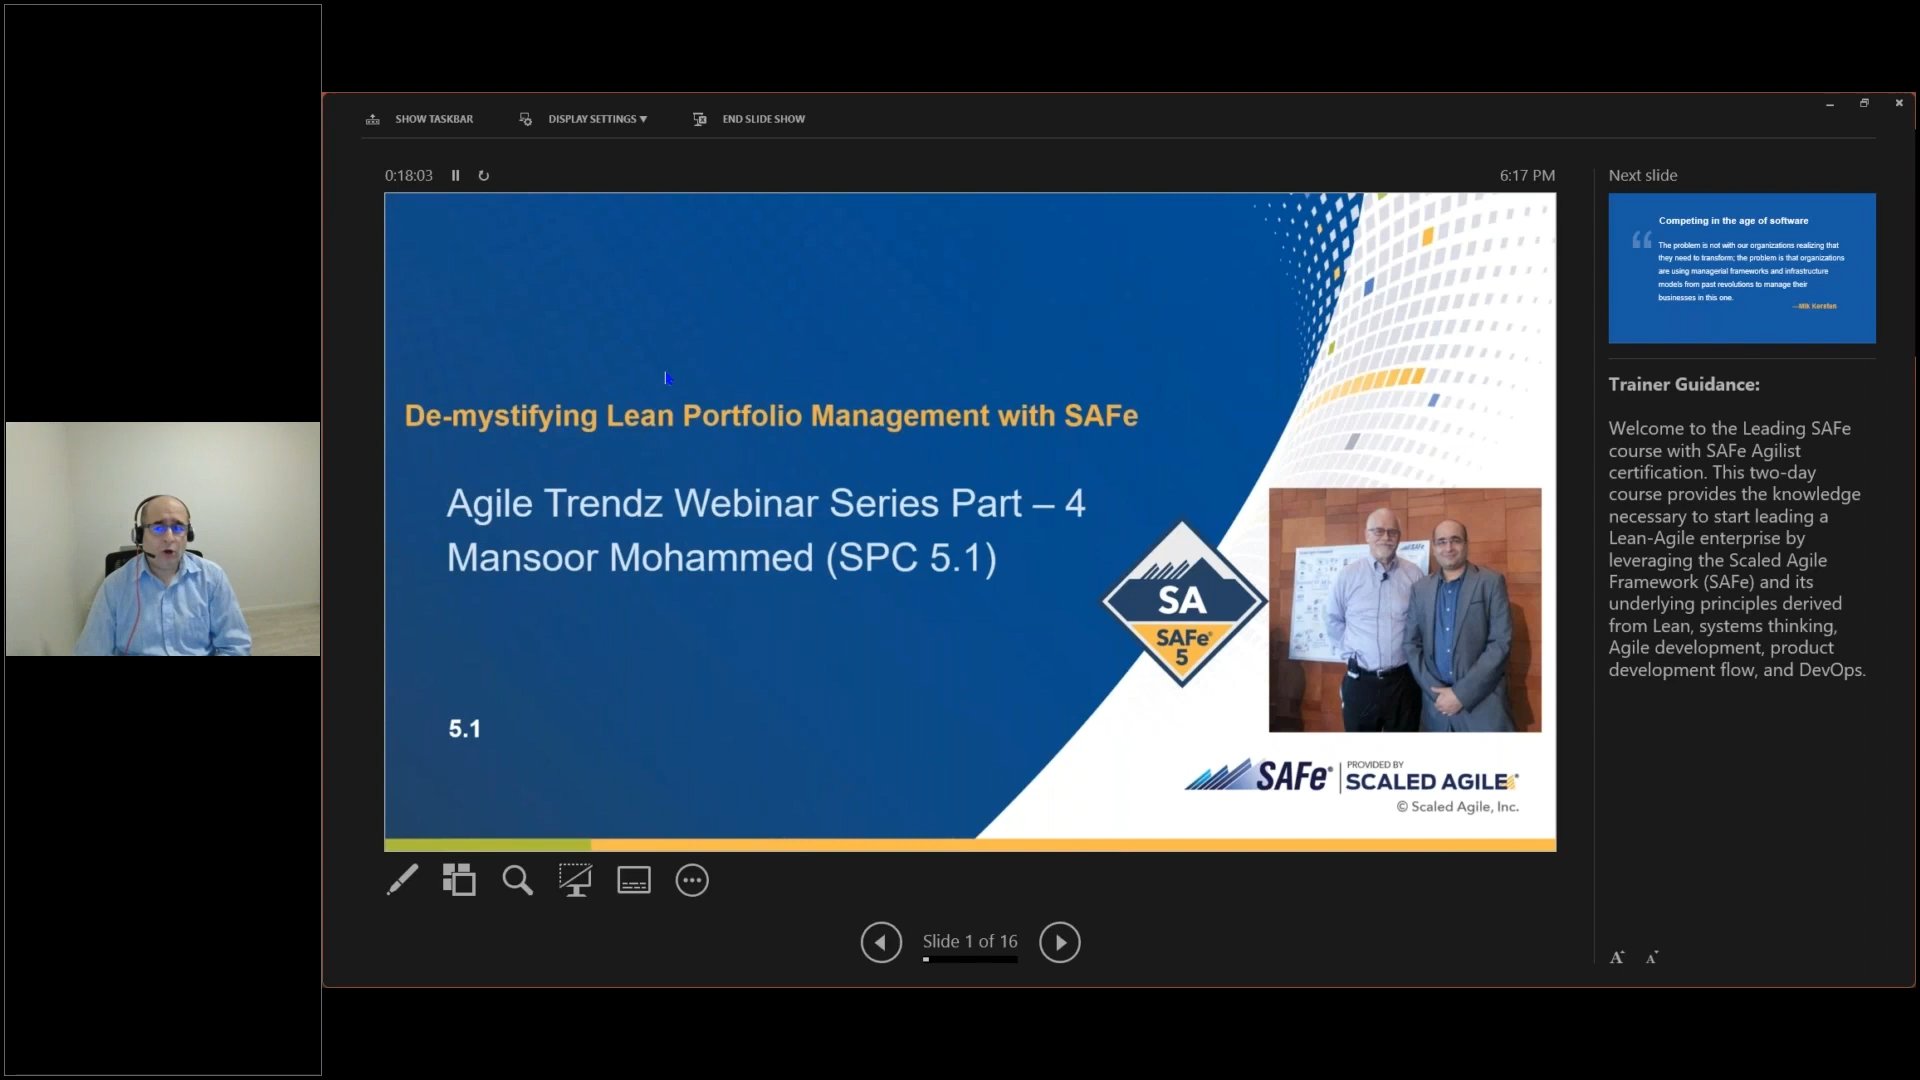 SHOW TASKBAR
DISPLAY SETTINGS ▾
END SLIDE SHOW
0:18:03
6:17 PM
De-mystifying Lean Portfolio Management with SAFe
Agile Trendz Webinar Series Part – 4
Mansoor Mohammed (SPC 5.1)
SA
SAFe®
5
5.1
SAFe®
PROVIDED BY
SCALED AGILE
© Scaled Agile, Inc.
Slide 1 of 16
Next slide
Competing in the age of software
The problem is not with our organizations realizing that
they need to transform; the problem is that organizations
are using managerial frameworks and infrastructure
models from past revolutions to manage their
businesses in this one.
—Mik Kersten
Trainer Guidance:
Welcome to the Leading SAFe
course with SAFe Agilist
certification. This two-day
course provides the knowledge
necessary to start leading a
Lean-Agile enterprise by
leveraging the Scaled Agile
Framework (SAFe) and its
underlying principles derived
from Lean, systems thinking,
Agile development, product
development flow, and DevOps.
A A